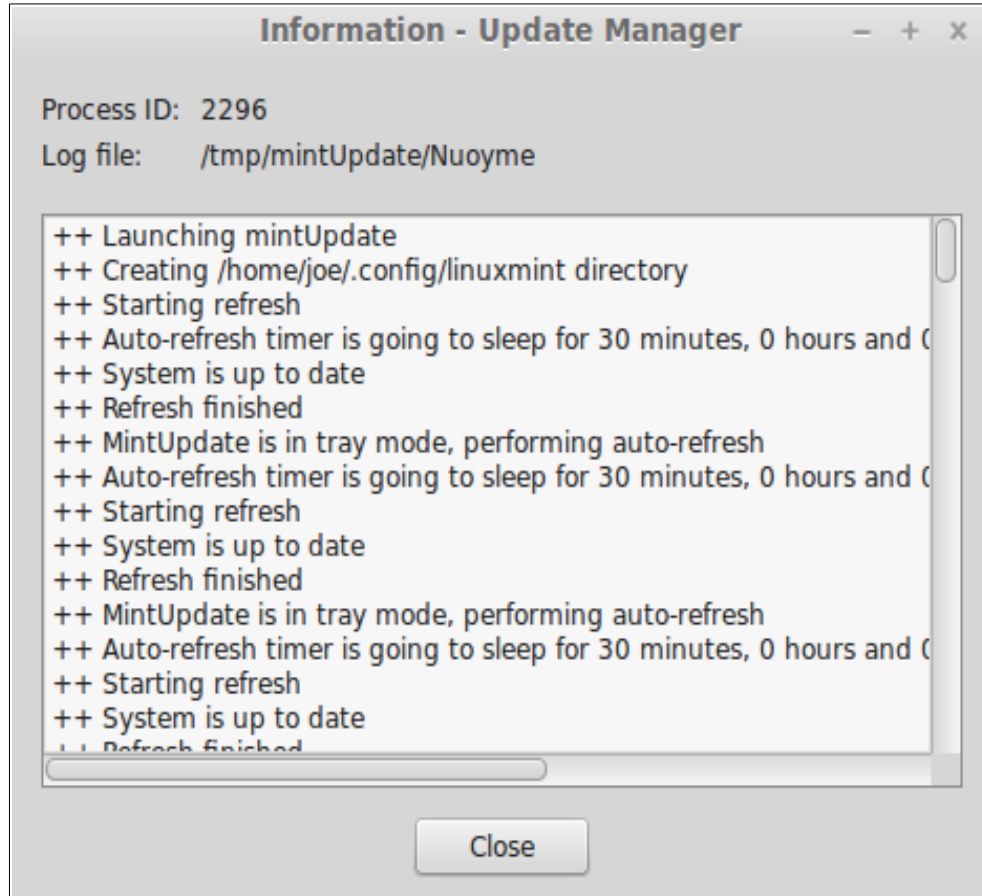 Information - Update Manager
Process ID: 2296
Log file: /tmp/mintUpdate/Nuoyme
++ Launching mintUpdate
++ Creating /home/joe/.config/linuxmint directory
++ Starting refresh
++ Auto-refresh timer is going to sleep for 30 minutes, 0 hours and
++ System is up to date
++ Refresh finished
++ MintUpdate is in tray mode, performing auto-refresh
++ Auto-refresh timer is going to sleep for 30 minutes, 0 hours and
++ Starting refresh
++ System is up to date
++ Refresh finished
++ MintUpdate is in tray mode, performing auto-refresh
++ Auto-refresh timer is going to sleep for 30 minutes, 0 hours and
++ Starting refresh
++ System is up to date
++ Refresh finished
Close